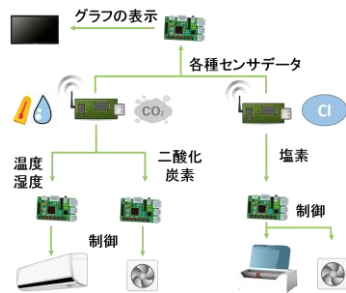 グラフの表示
各種センサデータ
CO₂
Cl
温度
湿度
二酸化
炭素
塩素
制御
制御